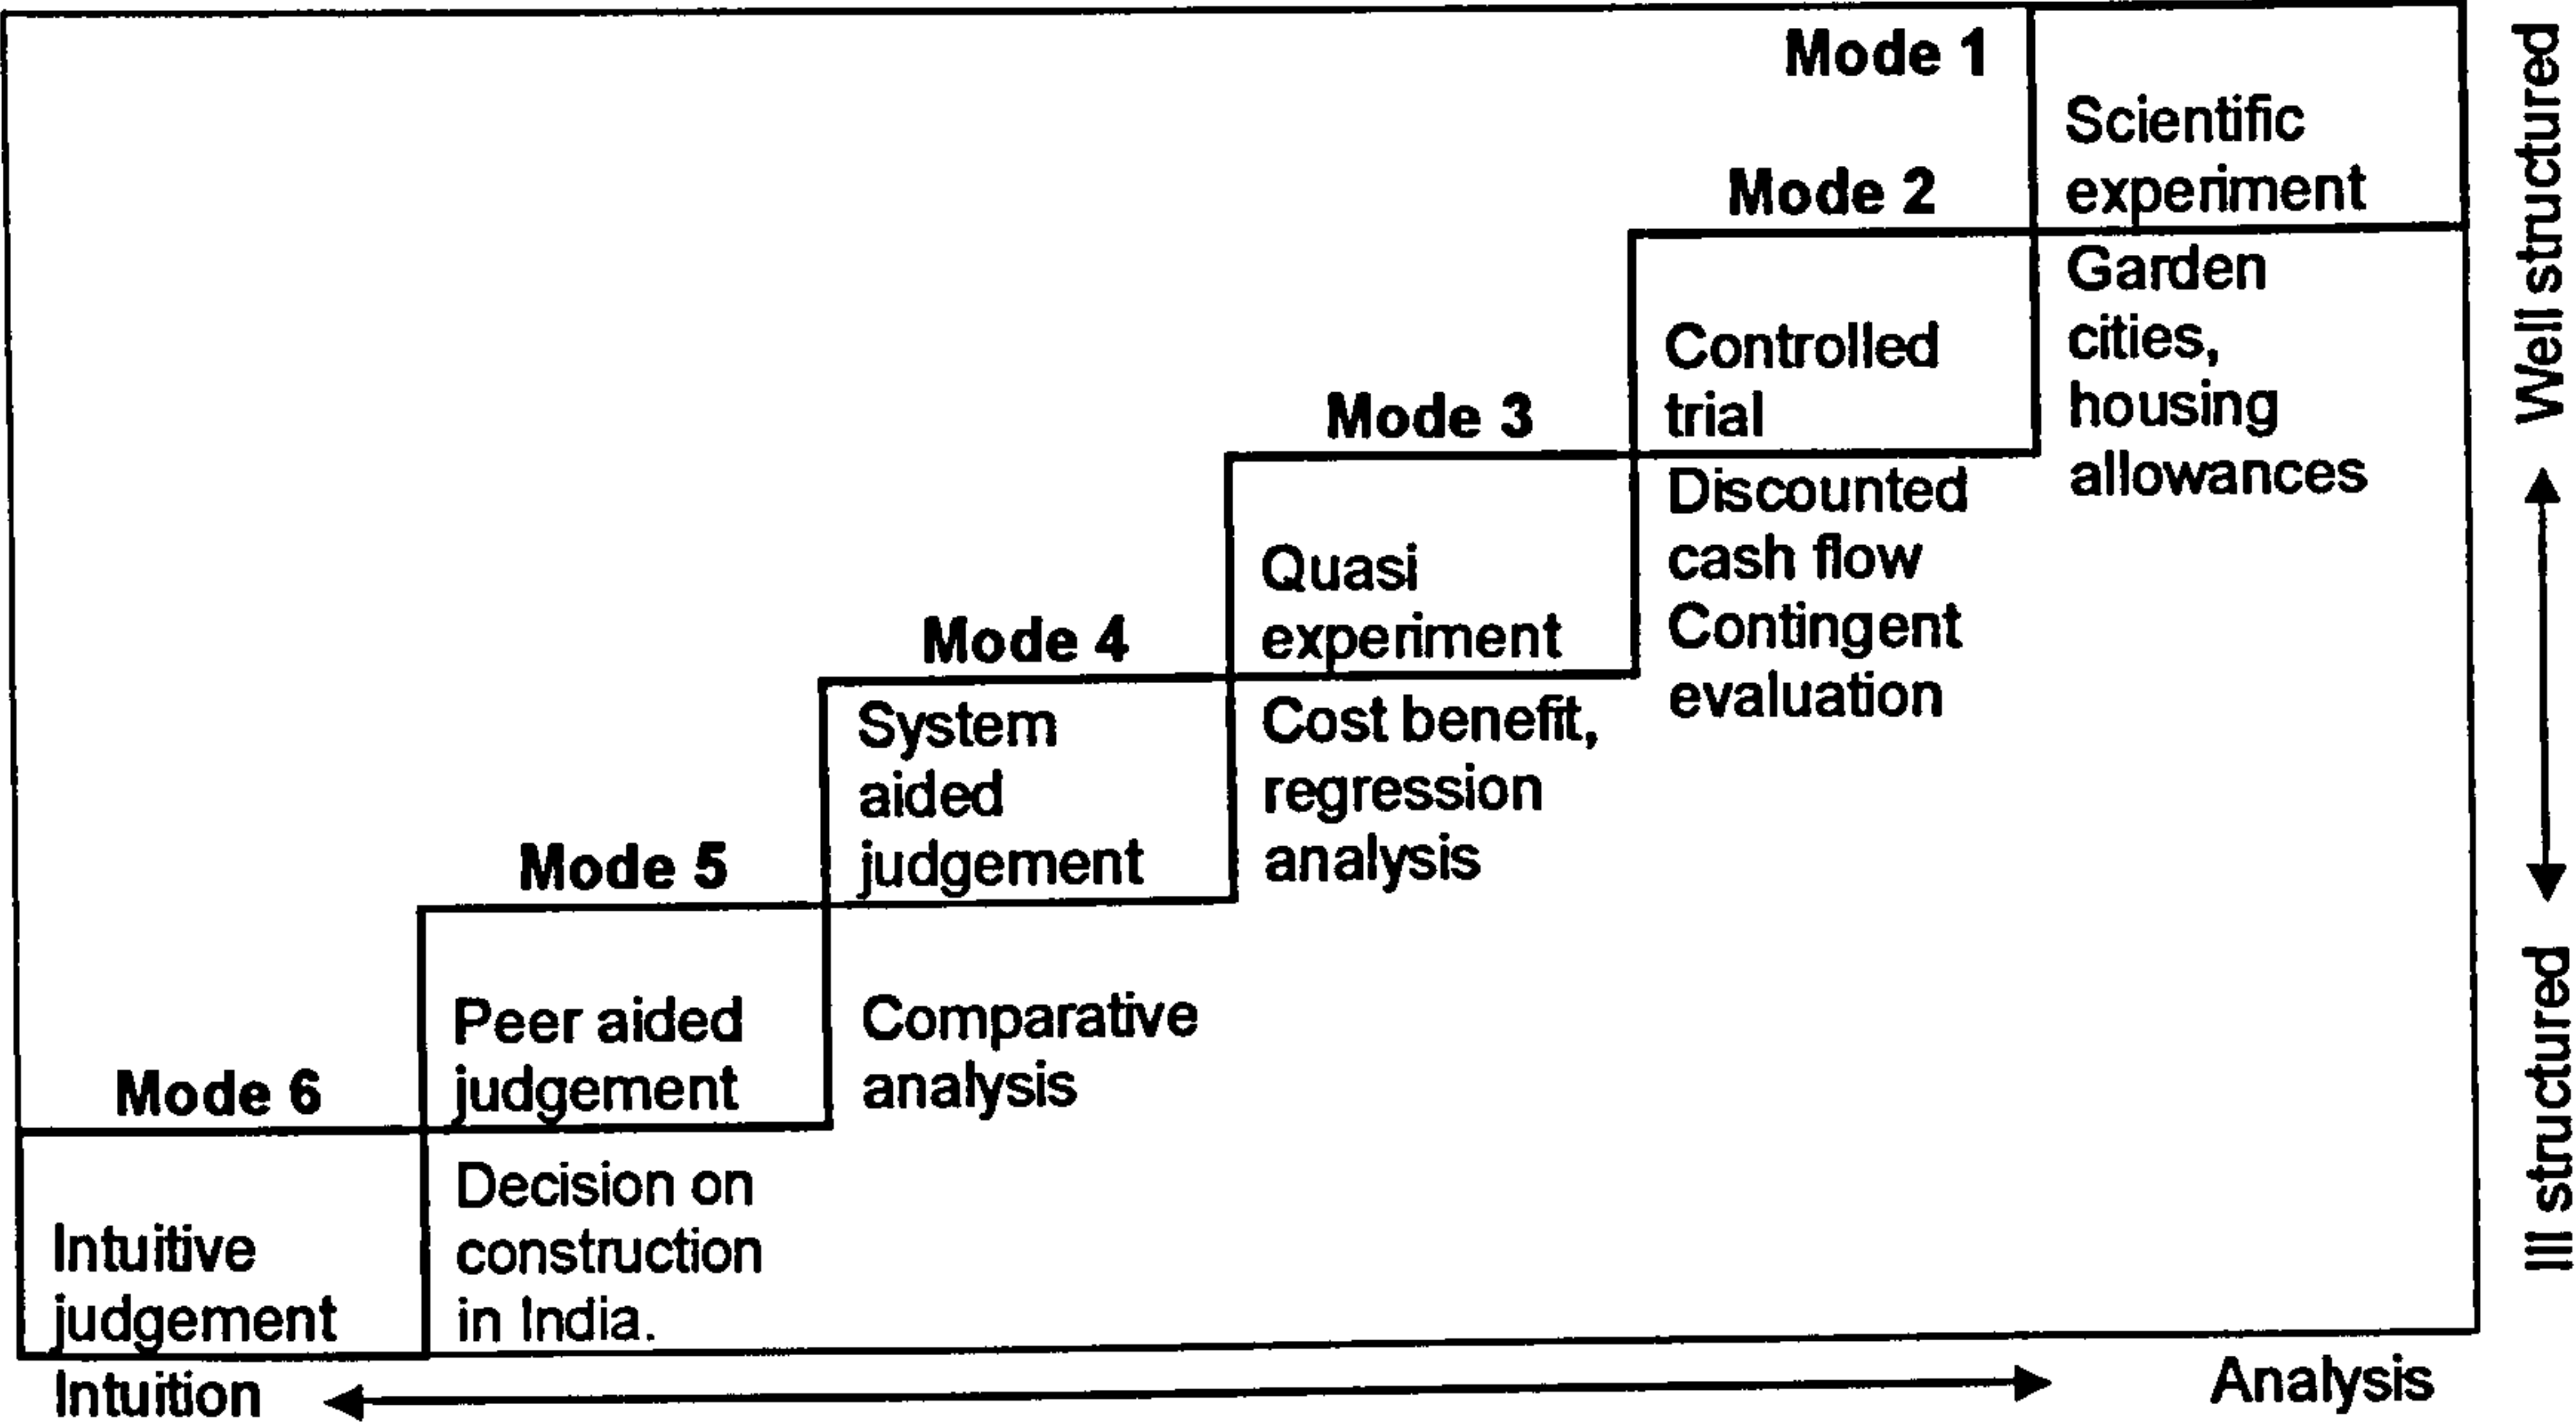 Mode 1
Scientific
experiment
Mode 2
Garden
cities,
housing
allowances
Controlled
trial
Mode 3
Discounted
cash flow
Contingent
evaluation
Quasi
experiment
Mode 4
Cost benefit,
regression
analysis
System
aided
judgement
Mode 5
Comparative
analysis
Peer aided
judgement
Mode 6
Decision on
construction
in India.
Intuitive
judgement
Intuition
Analysis
Well structured
Ill structured